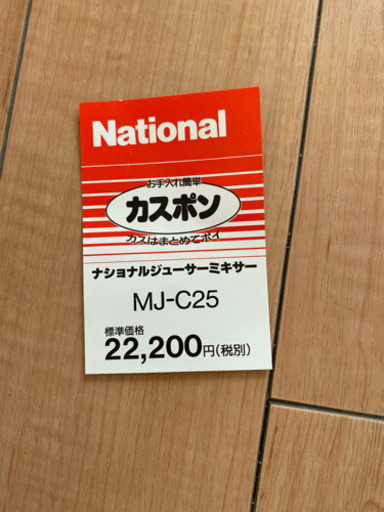 National
お手入れ簡単
カスポン
カスはまとめてポイ
ナショナルジューサーミキサー
MJ-C25
標準価格
22,200円(税別)